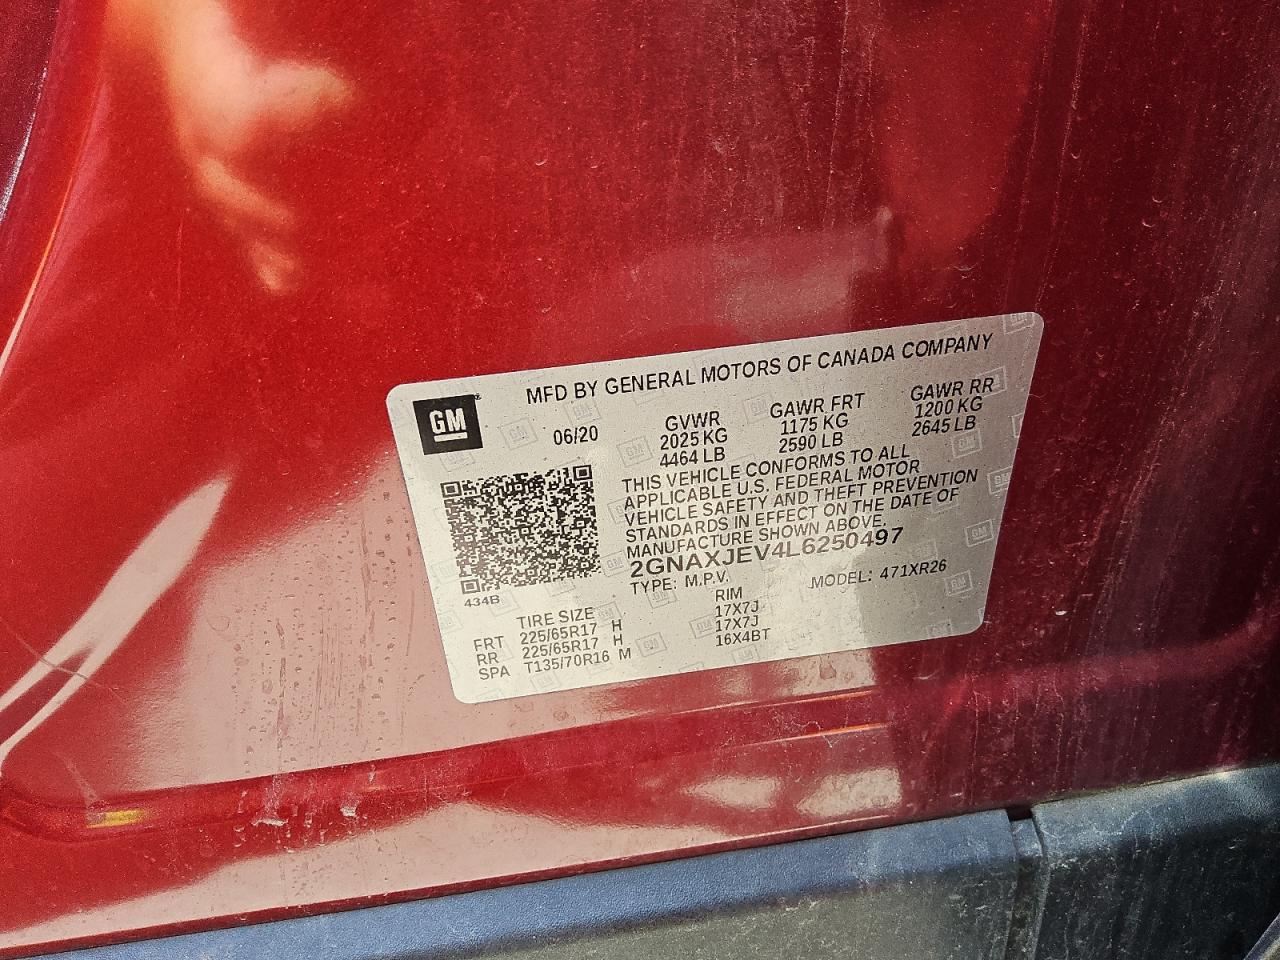 MFD BY GENERAL MOTORS OF CANADA COMPANY
GM
06/20
GVWR GAWR FRT GAWR RR
2025 KG 1175 KG 1200 KG
4464 LB 2590 LB 2645 LB
THIS VEHICLE CONFORMS TO ALL
APPLICABLE U.S. FEDERAL MOTOR
VEHICLE SAFETY AND THEFT PREVENTION
STANDARDS IN EFFECT ON THE DATE OF
MANUFACTURE SHOWN ABOVE.
2GNAXJEV4L6250497
TYPE: M.P.V. MODEL: 471XR26
434B
TIRE SIZE RIM
FRT 225/65R17 H 17X7J
RR 225/65R17 H 17X7J
SPA T135/70R16 M 16X4BT